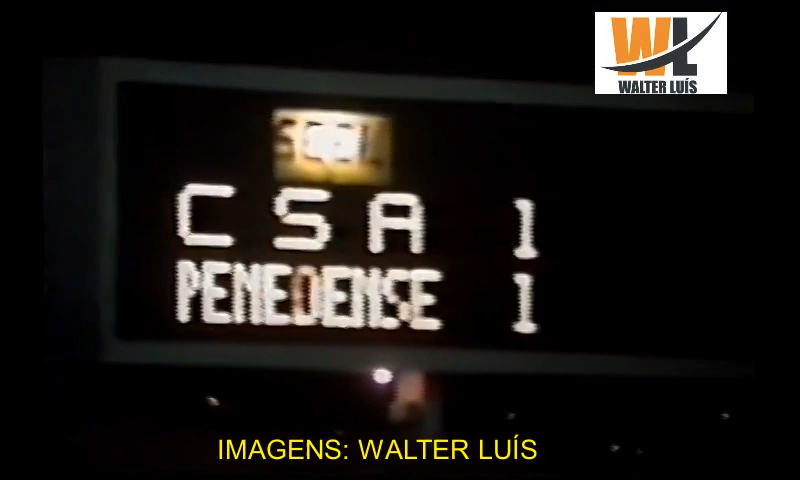 WL
WALTER LUÍS
CSA 1
PENEDENSE 1
IMAGENS: WALTER LUÍS